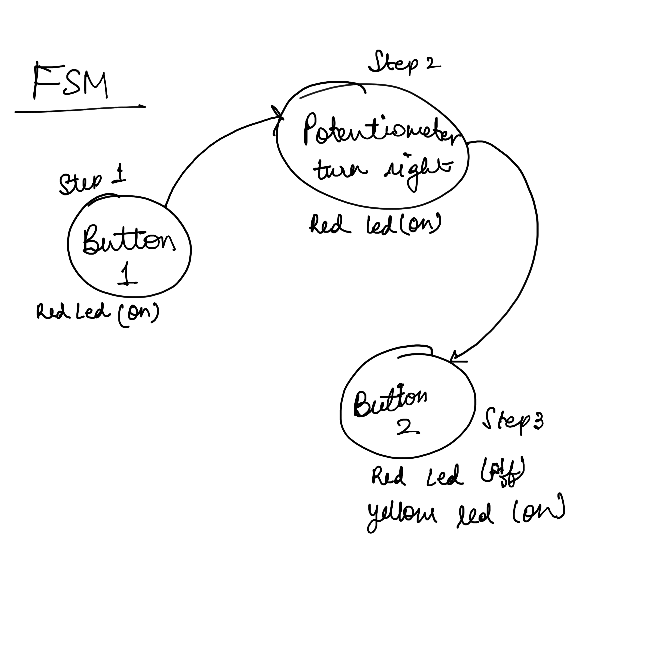 FSM
Step 1
Button
1
Red Led (on)
Step 2
Potentiometer
turn right
Red led (on)
Button
2
Step 3
Red Led (off)
yellow led (on)